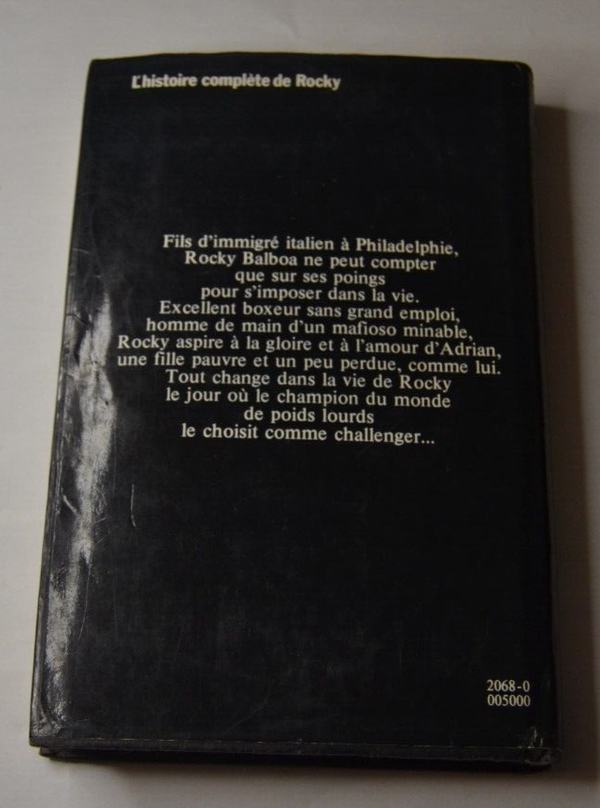 L'histoire complète de Rocky
Fils d'immigré italien à Philadelphie,
Rocky Balboa ne peut compter
que sur ses poings
pour s'imposer dans la vie.
Excellent boxeur sans grand emploi,
homme de main d'un mafioso minable,
Rocky aspire à la gloire et à l'amour d'Adrian,
une fille pauvre et un peu perdue, comme lui.
Tout change dans la vie de Rocky
le jour où le champion du monde
de poids lourds
le choisit comme challenger...
2068-0
005000